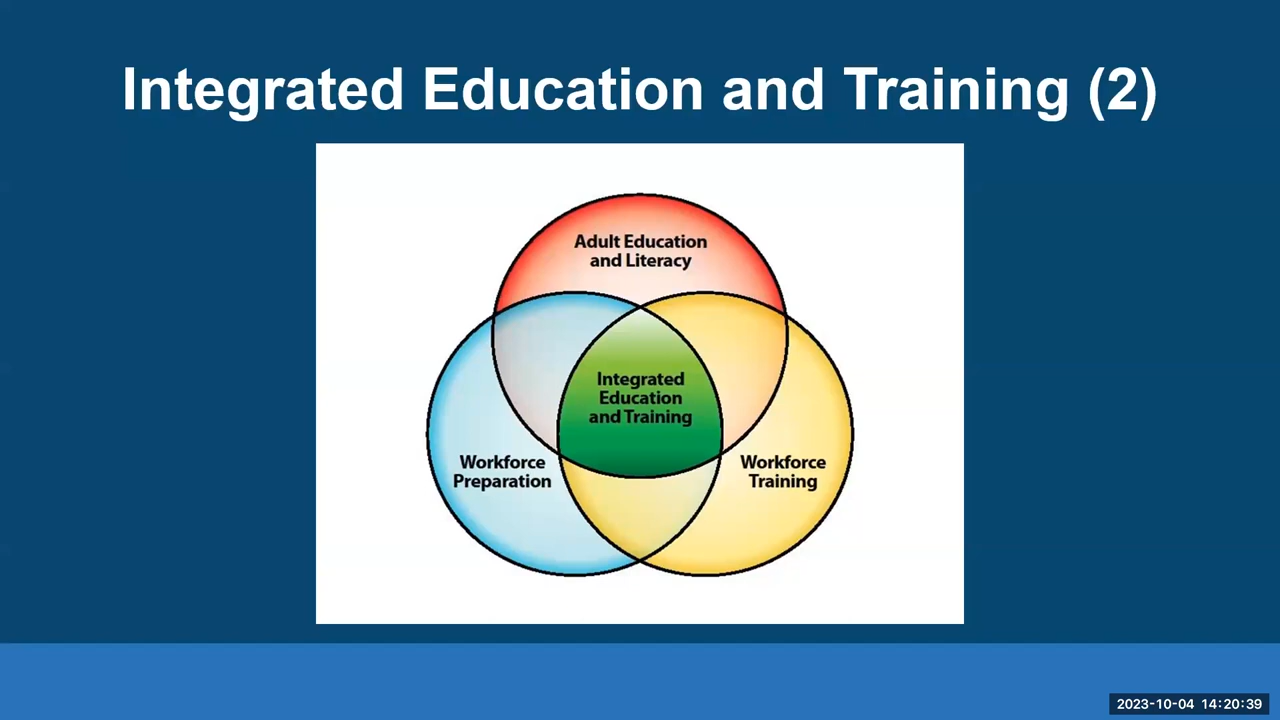 Integrated Education and Training (2)
Adult Education
and Literacy
Integrated
Education
and Training
Workforce
Preparation
Workforce
Training
2023-10-04 14:20:39